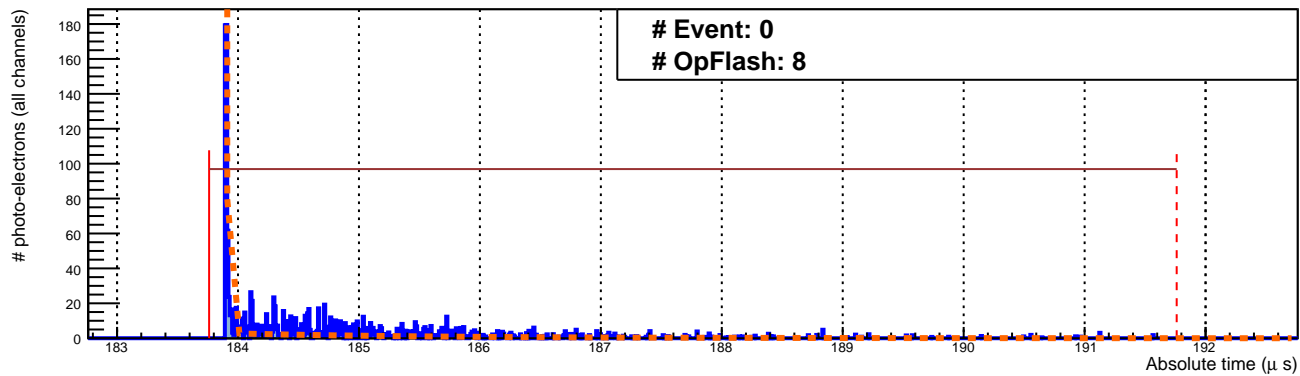 # Event: 0
# OpFlash: 8
# photo-electrons (all channels)
180
160
140
120
100
80
60
40
20
0
183 184 185 186 187 188 189 190 191 192
Absolute time (μ s)